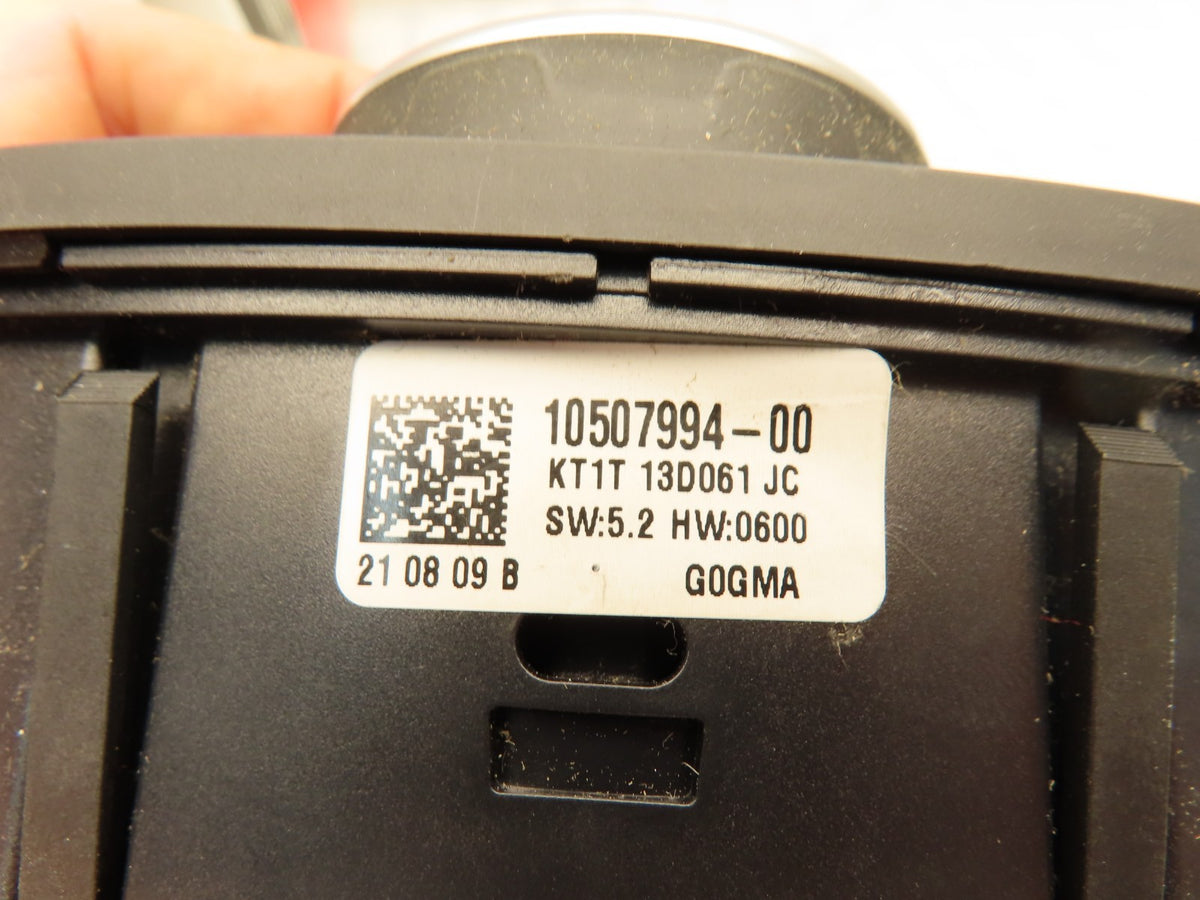 10507994-00
KT1T 13D061 JC
SW:5.2 HW:0600
21 08 09 B
G0GMA